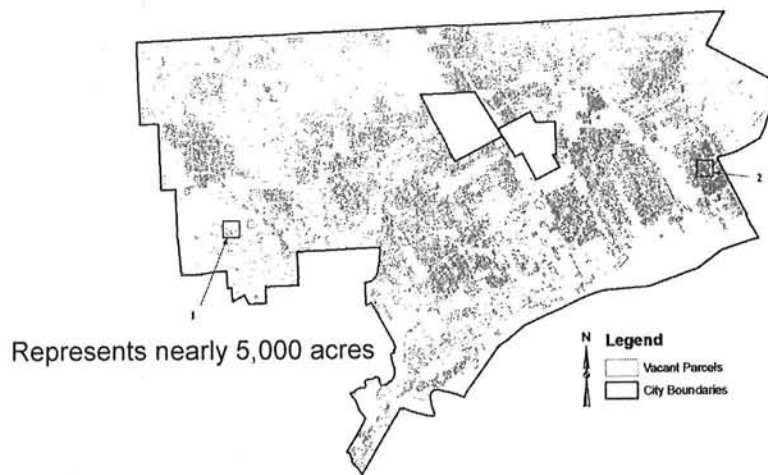 2
1
Represents nearly 5,000 acres
N
Legend
Vacant Parcels
City Boundaries